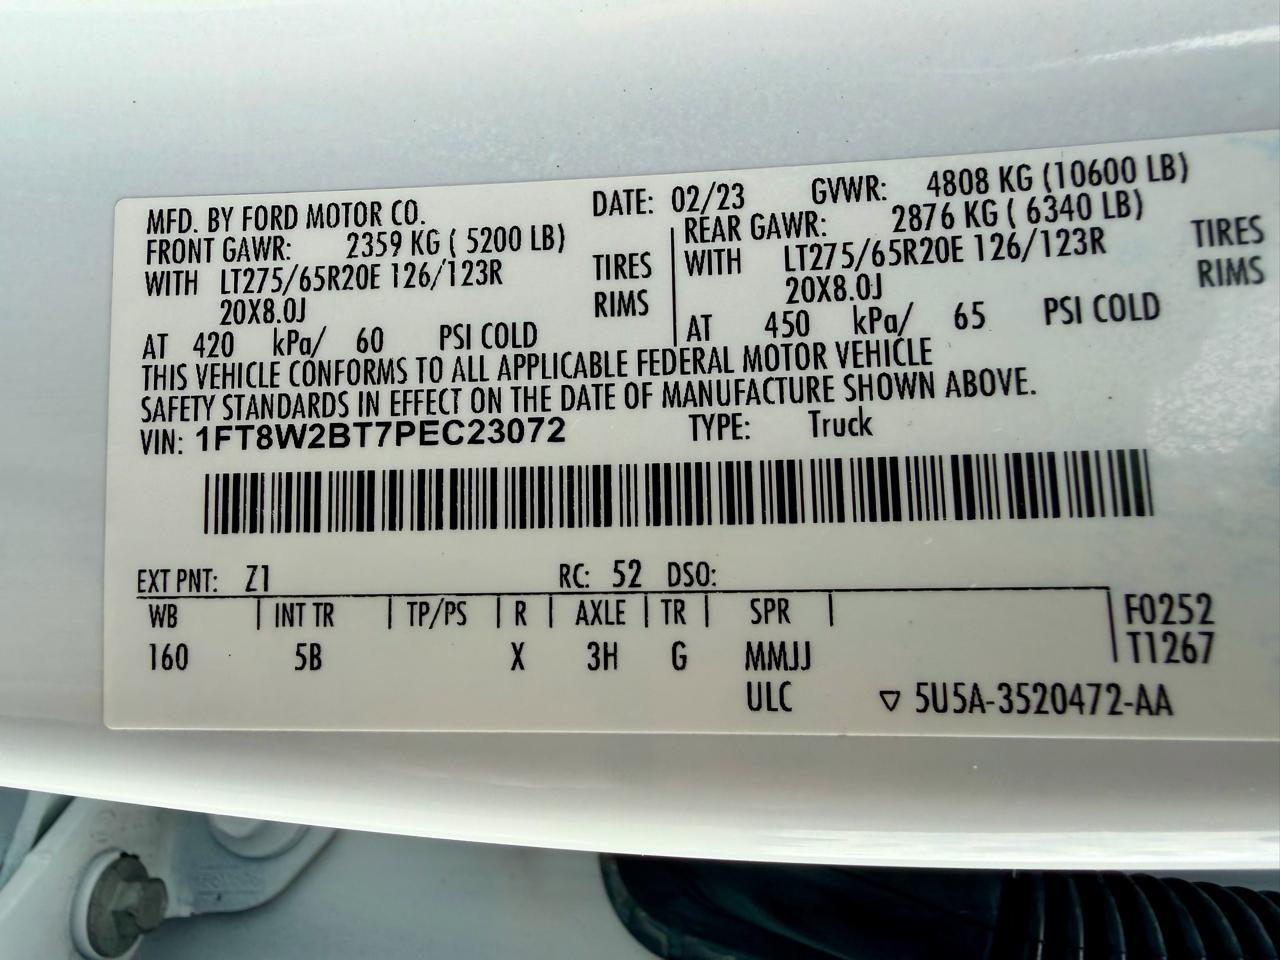 MFD. BY FORD MOTOR CO. DATE: 02/23 GVWR: 4808 KG (10600 LB)
FRONT GAWR: 2359 KG ( 5200 LB) REAR GAWR: 2876 KG ( 6340 LB)
WITH LT275/65R20E 126/123R TIRES WITH LT275/65R20E 126/123R TIRES
20X8.0J RIMS 20X8.0J RIMS
AT 420 kPa/ 60 PSI COLD AT 450 kPa/ 65 PSI COLD
THIS VEHICLE CONFORMS TO ALL APPLICABLE FEDERAL MOTOR VEHICLE
SAFETY STANDARDS IN EFFECT ON THE DATE OF MANUFACTURE SHOWN ABOVE.
VIN: 1FT8W2BT7PEC23072 TYPE: Truck
EXT PNT: Z1 RC: 52 DSO:
WB INT TR TP/PS R AXLE TR SPR F0252
160 5B X 3H G MMJJ T1267
ULC ▽ 5U5A-3520472-AA